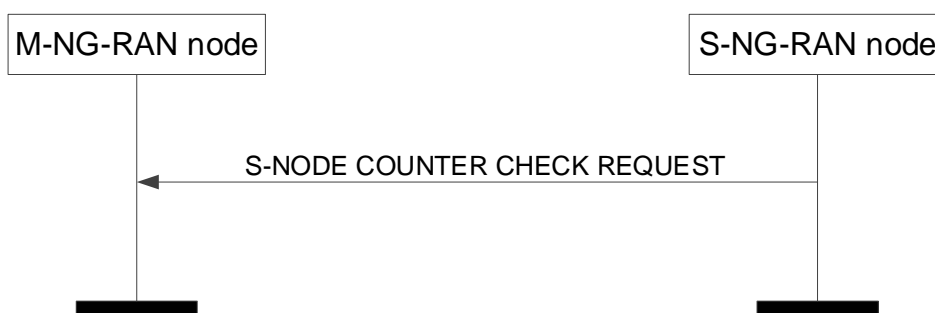 M-NG-RAN node
S-NG-RAN node
S-NODE COUNTER CHECK REQUEST